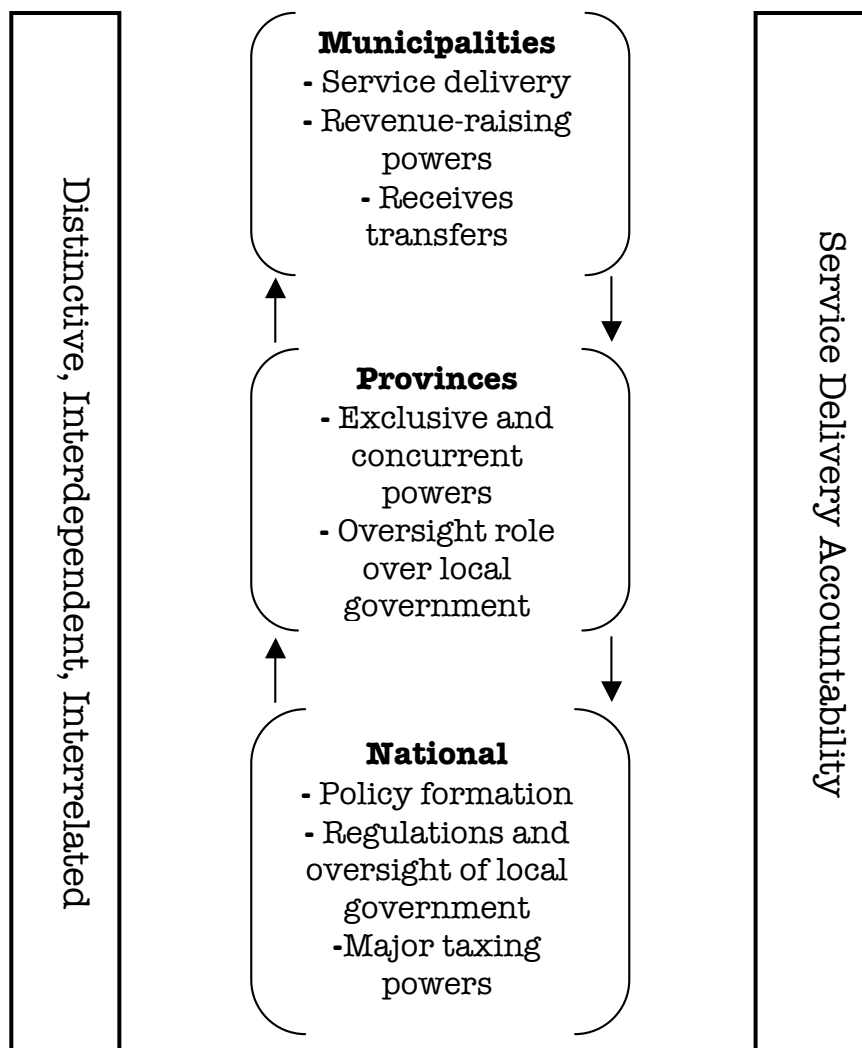 Distinctive, Interdependent, Interrelated
Municipalities
- Service delivery
- Revenue-raising
powers
- Receives
transfers
Provinces
- Exclusive and
concurrent
powers
- Oversight role
over local
government
National
- Policy formation
- Regulations and
oversight of local
government
-Major taxing
powers
Service Delivery Accountability